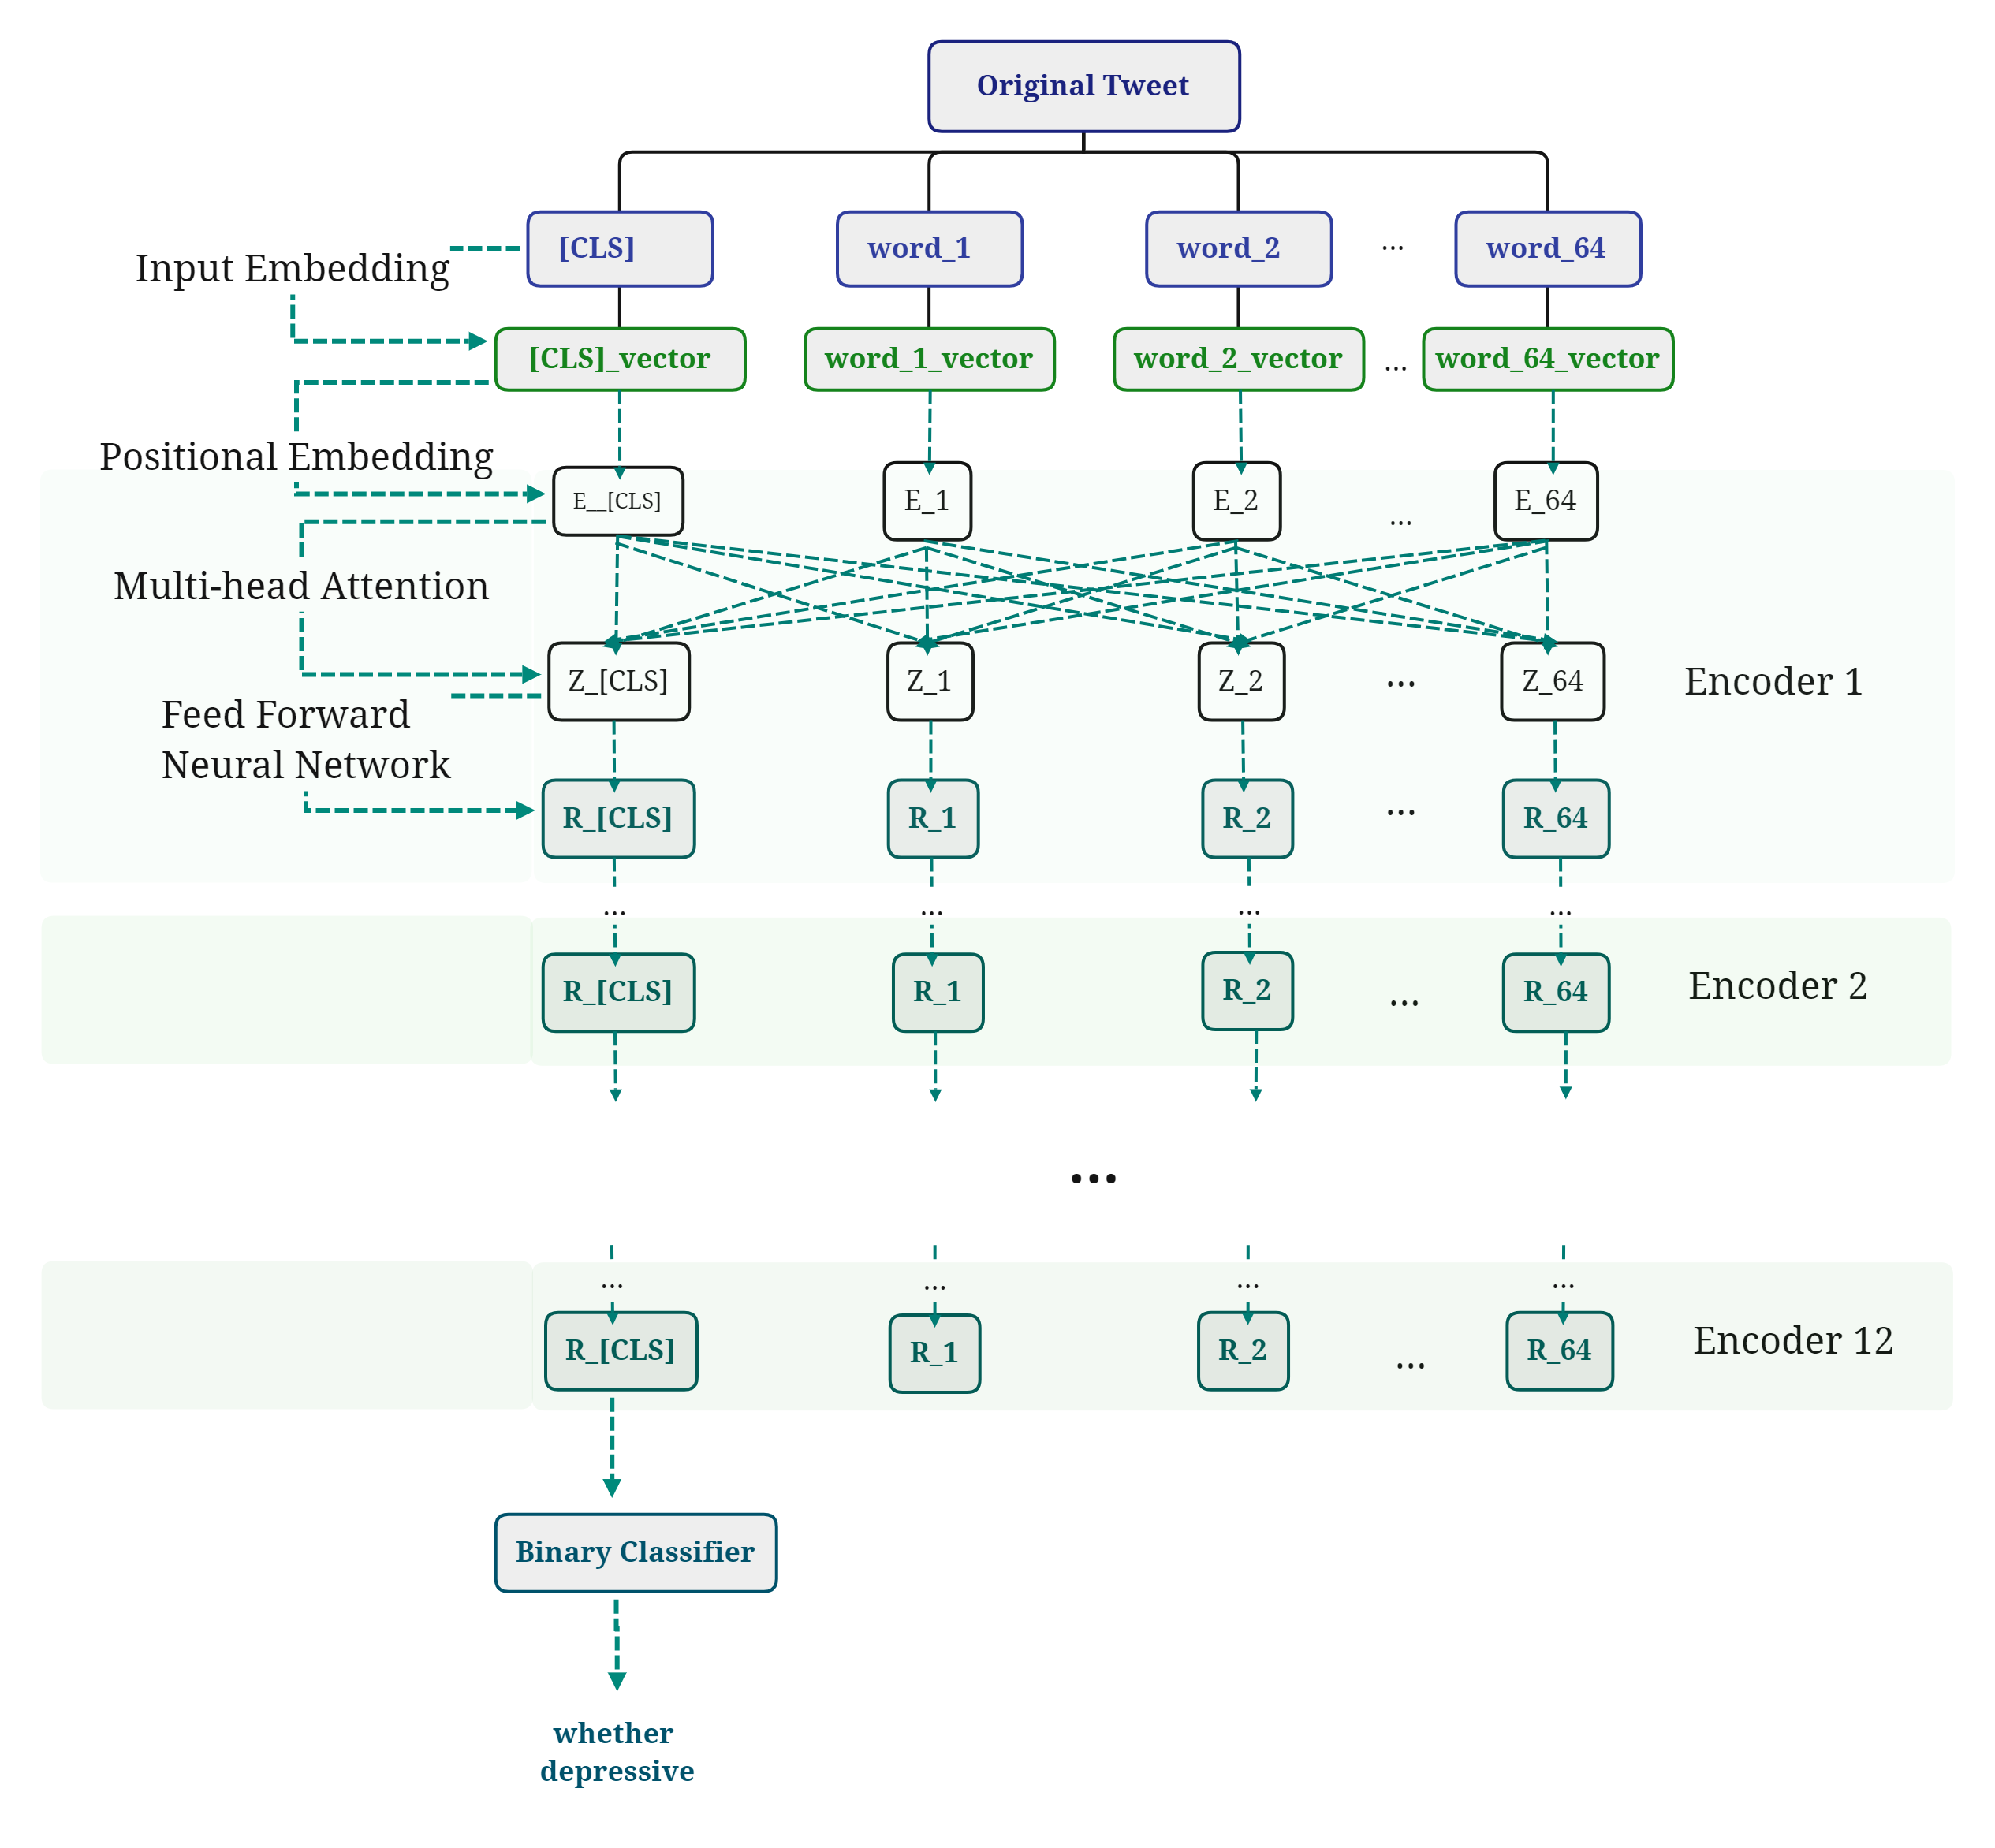 Original Tweet
[CLS] word_1 word_2 ... word_64
Input Embedding
[CLS]_vector word_1_vector word_2_vector ... word_64_vector
Positional Embedding
E__[CLS] E_1 E_2 ... E_64
Multi-head Attention
Z_[CLS] Z_1 Z_2 ... Z_64 Encoder 1
Feed Forward
Neural Network
R_[CLS] R_1 R_2 ... R_64
... ... ... ...
R_[CLS] R_1 R_2 ... R_64 Encoder 2
...
... ... ... ...
R_[CLS] R_1 R_2 ... R_64 Encoder 12
Binary Classifier
whether
depressive